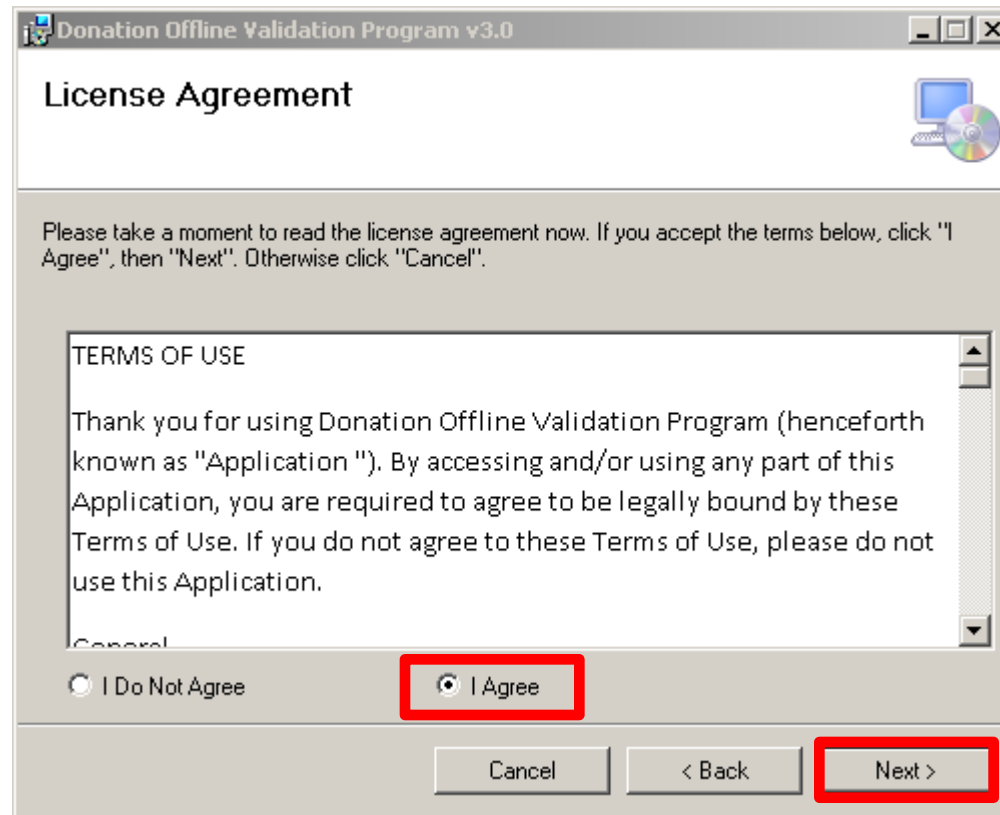 Donation Offline Validation Program v3.0
License Agreement
Please take a moment to read the license agreement now. If you accept the terms below, click "I
Agree", then "Next". Otherwise click "Cancel".
TERMS OF USE
Thank you for using Donation Offline Validation Program (henceforth
known as "Application "). By accessing and/or using any part of this
Application, you are required to agree to be legally bound by these
Terms of Use. If you do not agree to these Terms of Use, please do not
use this Application.
General
I Do Not Agree
I Agree
Cancel
< Back
Next >